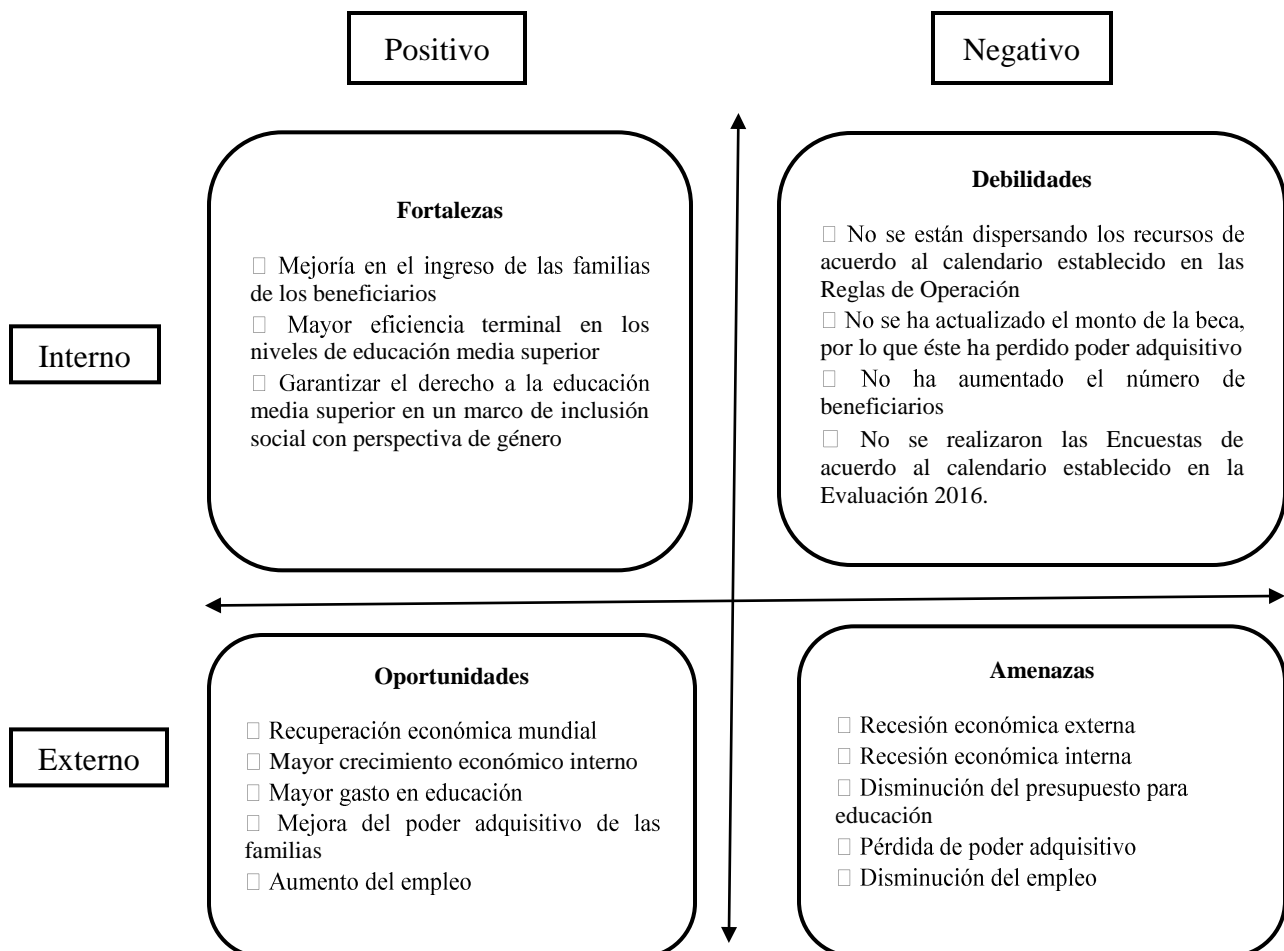 Positivo
Negativo
Interno
Fortalezas
□ Mejoría en el ingreso de las familias
de los beneficiarios
□ Mayor eficiencia terminal en los
niveles de educación media superior
□ Garantizar el derecho a la educación
media superior en un marco de inclusión
social con perspectiva de género
Debilidades
□ No se están dispersando los recursos de
acuerdo al calendario establecido en las
Reglas de Operación
□ No se ha actualizado el monto de la beca,
por lo que éste ha perdido poder adquisitivo
□ No ha aumentado el número de
beneficiarios
□ No se realizaron las Encuestas de
acuerdo al calendario establecido en la
Evaluación 2016.
Externo
Oportunidades
□ Recuperación económica mundial
□ Mayor crecimiento económico interno
□ Mayor gasto en educación
□ Mejora del poder adquisitivo de las
familias
□ Aumento del empleo
Amenazas
□ Recesión económica externa
□ Recesión económica interna
□ Disminución del presupuesto para
educación
□ Pérdida de poder adquisitivo
□ Disminución del empleo